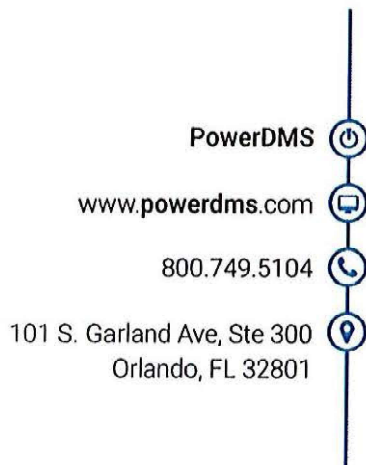 PowerDMS
www.powerdms.com
800.749.5104
101 S. Garland Ave, Ste 300
Orlando, FL 32801